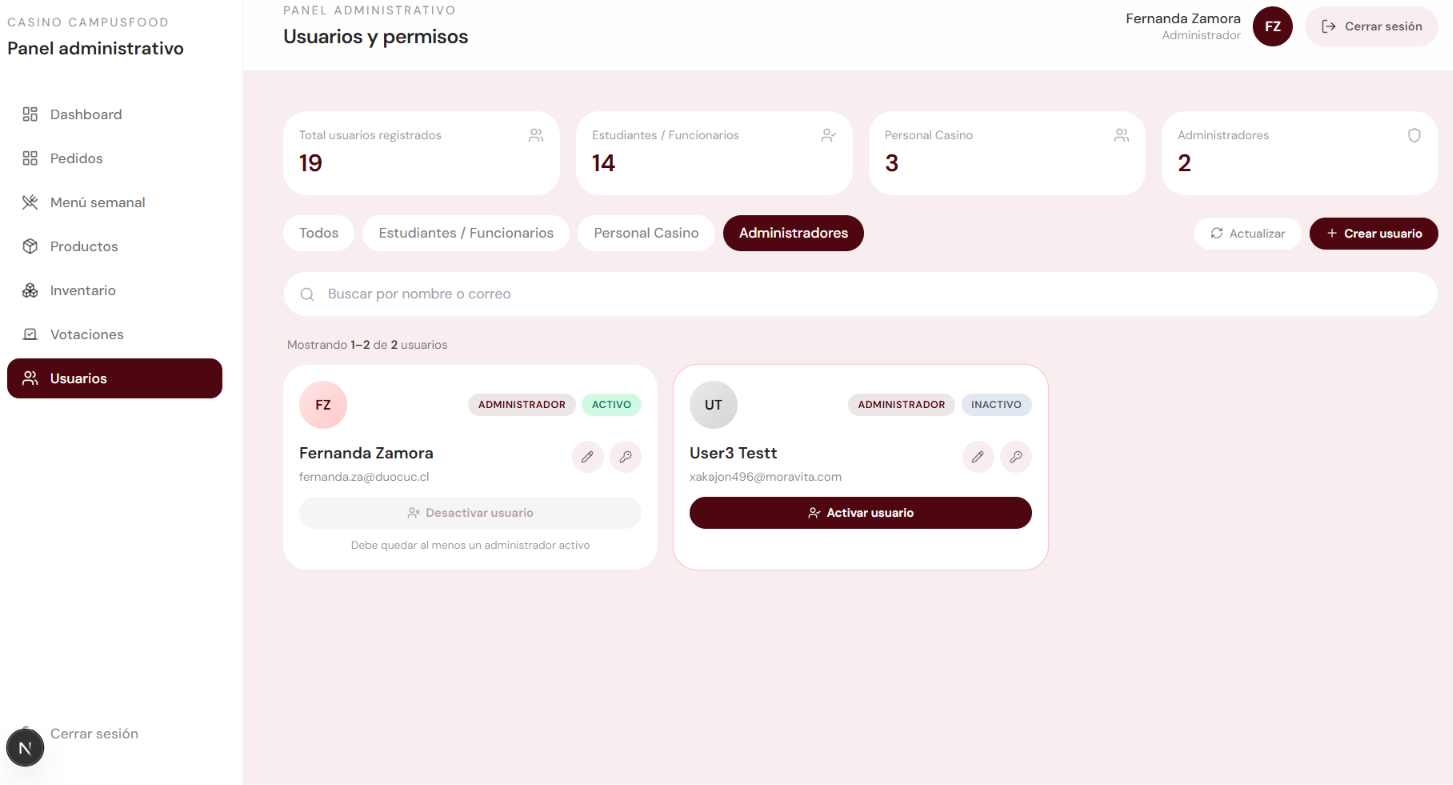 CASINO CAMPUSFOOD
Panel administrativo
Dashboard
Pedidos
Menú semanal
Productos
Inventario
Votaciones
Usuarios
Cerrar sesión
N
PANEL ADMINISTRATIVO
Usuarios y permisos
Fernanda Zamora
Administrador
FZ
Cerrar sesión
Total usuarios registrados
19
Estudiantes / Funcionarios
14
Personal Casino
3
Administradores
2
Todos
Estudiantes / Funcionarios
Personal Casino
Administradores
Actualizar
+ Crear usuario
Buscar por nombre o correo
Mostrando 1–2 de 2 usuarios
FZ
ADMINISTRADOR
ACTIVO
Fernanda Zamora
fernanda.za@duocuc.cl
Desactivar usuario
Debe quedar al menos un administrador activo
UT
ADMINISTRADOR
INACTIVO
User3 Testt
xakajon496@moravita.com
Activar usuario